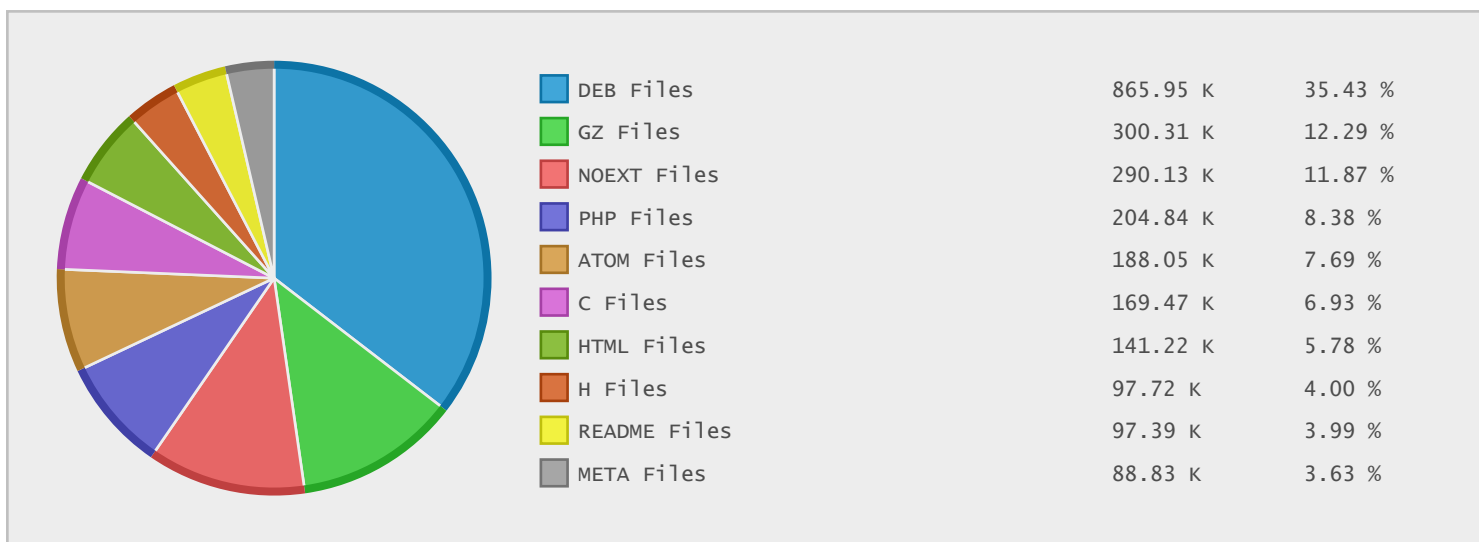 DEB Files 865.95 K 35.43 %
GZ Files 300.31 K 12.29 %
NOEXT Files 290.13 K 11.87 %
PHP Files 204.84 K 8.38 %
ATOM Files 188.05 K 7.69 %
C Files 169.47 K 6.93 %
HTML Files 141.22 K 5.78 %
H Files 97.72 K 4.00 %
README Files 97.39 K 3.99 %
META Files 88.83 K 3.63 %